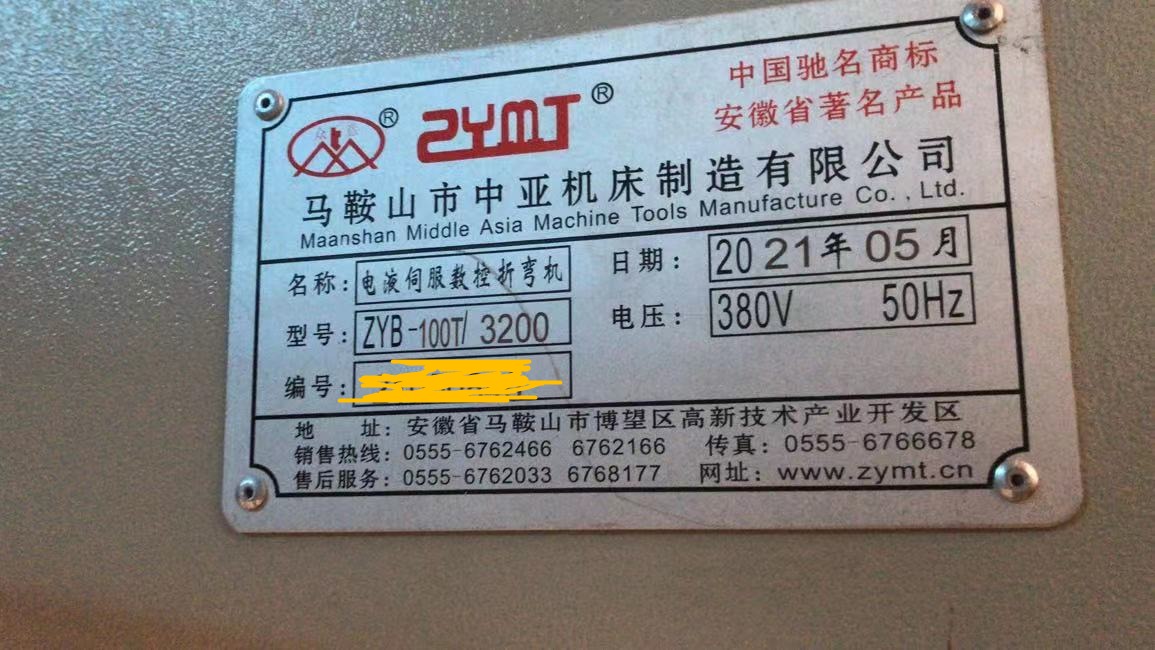 ® ZYMT ®
中国驰名商标
安徽省著名产品
马鞍山市中亚机床制造有限公司
Maanshan Middle Asia Machine Tools Manufacture Co., Ltd.
名称: 电液伺服数控折弯机 日期: 2021年05月
型号: ZYB-100T/3200 电压: 380V 50Hz
编号:
地 址: 安徽省马鞍山市博望区高新技术产业开发区
销售热线: 0555-6762466 6762166 传真: 0555-6766678
售后服务: 0555-6762033 6768177 网址: www.zymt.cn